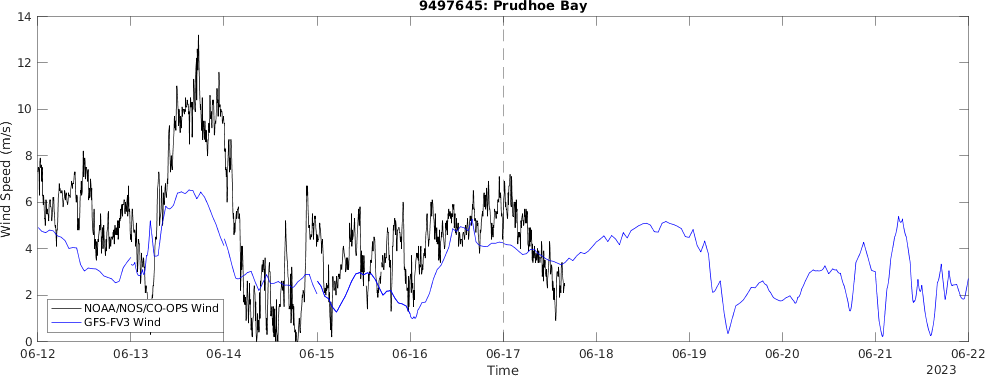 9497645: Prudhoe Bay
14
12
10
8
6
4
2
0
Wind Speed (m/s)
NOAA/NOS/CO-OPS Wind
GFS-FV3 Wind
06-12 06-13 06-14 06-15 06-16 06-17 06-18 06-19 06-20 06-21 06-22
Time
2023